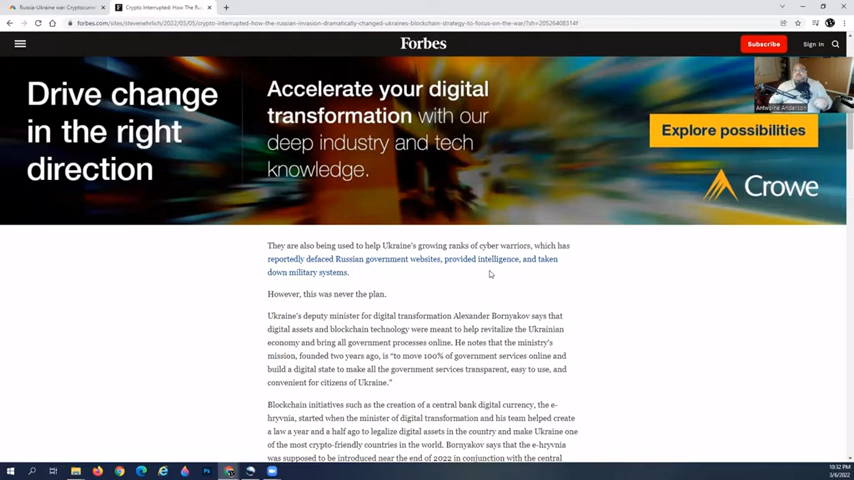 Russia-Ukraine war: Cryptocurr
Crypto Interrupted: How The Ru
forbes.com/sites/stevenehrlich/2022/03/05/crypto-interrupted-how-the-russian-invasion-dramatically-changed-ukraines-blockchain-strategy-to-focus-on-the-war/?sh=20526408314f
Forbes
Subscribe
Sign In
Drive change
in the right
direction
Accelerate your digital
transformation with our
deep industry and tech
knowledge.
Explore possibilities
Crowe
Antwoine Anderson
They are also being used to help Ukraine's growing ranks of cyber warriors, which has
reportedly defaced Russian government websites, provided intelligence, and taken
down military systems.
However, this was never the plan.
Ukraine's deputy minister for digital transformation Alexander Bornyakov says that
digital assets and blockchain technology were meant to help revitalize the Ukrainian
economy and bring all government processes online. He notes that the ministry's
mission, founded two years ago, is "to move 100% of government services online and
build a digital state to make all the government services transparent, easy to use, and
convenient for citizens of Ukraine."
Blockchain initiatives such as the creation of a central bank digital currency, the e-
hryvnia, started when the minister of digital transformation and his team helped create
a law a year and a half ago to legalize digital assets in the country and make Ukraine one
of the most crypto-friendly countries in the world. Bornyakov says that the e-hryvnia
was supposed to be introduced near the end of 2022 in conjunction with the central
10:32 PM
3/6/2022